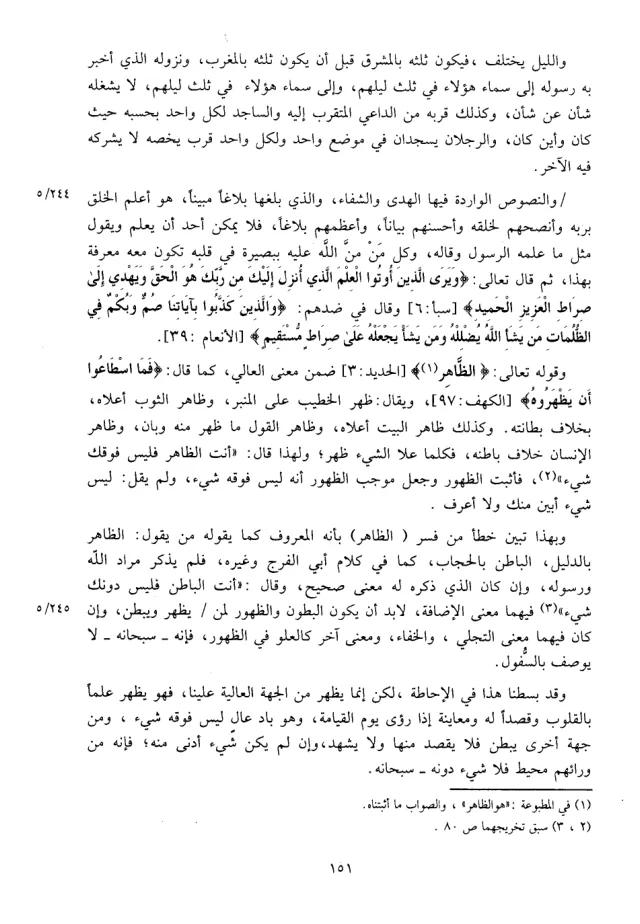 والليل يختلف ،فيكون ثلثه بالمشرق قبل أن يكون ثلثه بالمغرب، ونزوله الذي أخبر
به رسوله إلى سماء هؤلاء في ثلث ليلهم، وإلى سماء هؤلاء في ثلث ليلهم، لا يشغله
شأن عن شأن، وكذلك قربه من الداعي المتقرب إليه والساجد لكل واحد بحسبه حيث
كان وأين كان، والرجلان يسجدان في موضع واحد ولكل واحد قرب يخصه لا يشركه
فيه الآخر.
٥/٢٤٤
/ والنصوص الواردة فيها الهدى والشفاء، والذي بلغها بلاغاً مبيناً، هو أعلم الخلق
بربه وأنصحهم لخلقه وأحسنهم بياناً، وأعظمهم بلاغاً، فلا يمكن أحد أن يعلم ويقول
مثل ما علمه الرسول وقاله، وكل مَنْ منَّ اللَّه عليه ببصيرة في قلبه تكون معه معرفة
بهذا، ثم قال تعالى: ﴿وَيَرَى الَّذِينَ أُوتُوا الْعِلْمَ الَّذِي أُنزِلَ إِلَيْكَ مِن رَّبِّكَ هُوَ الْحَقَّ وَيَهْدِي إِلَىٰ
صِرَاطِ الْعَزِيزِ الْحَمِيدِ﴾ [سبأ:٦] وقال في ضدهم: ﴿وَالَّذِينَ كَذَّبُوا بِآيَاتِنَا صُمٌّ وَبُكْمٌ فِي
الظُّلُمَاتِ مَن يَشَأِ اللَّهُ يُضْلِلْهُ وَمَن يَشَأْ يَجْعَلْهُ عَلَىٰ صِرَاطٍ مُّسْتَقِيمٍ﴾ [الأنعام :٣٩].
وقوله تعالى: ﴿ الظَّاهِر(١)﴾ [الحديد:٣] ضمن معنى العالي، كما قال: ﴿فَمَا اسْطَاعُوا
أَن يَظْهَرُوهُ﴾ [الكهف:٩٧]، ويقال: ظهر الخطيب على المنبر، وظاهر الثوب أعلاه،
بخلاف بطانته. وكذلك ظاهر البيت أعلاه، وظاهر القول ما ظهر منه وبان، وظاهر
الإنسان خلاف باطنه، فكلما علا الشيء ظهر؛ ولهذا قال: «أنت الظاهر فليس فوقك
شيء»(٢)، فأثبت الظهور وجعل موجب الظهور أنه ليس فوقه شيء، ولم يقل: ليس
شيء أبين منك ولا أعرف .
وبهذا تبين خطأ من فسر ( الظاهر) بأنه المعروف كما يقوله من يقول: الظاهر
بالدليل، الباطن بالحجاب، كما في كلام أبي الفرج وغيره، فلم يذكر مراد اللَّه
ورسوله، وإن كان الذي ذكره له معنى صحيح، وقال :«أنت الباطن فليس دونك
٥/٢٤٥
شيء»(٣) فيهما معنى الإضافة، لابد أن يكون البطون والظهور لمن / يظهر ويبطن، وإن
كان فيهما معنى التجلي ، والخفاء، ومعنى آخر كالعلو في الظهور، فإنه ـ سبحانه ـ لا
يوصف بالسُّفول.
وقد بسطنا هذا في الإحاطة ،لكن إنما يظهر من الجهة العالية علينا، فهو يظهر علماً
بالقلوب وقصداً له ومعاينة إذا رؤى يوم القيامة، وهو باد عالٍ ليس فوقه شيء ، ومن
جهة أخرى يبطن فلا يقصد منها ولا يشهد،وإن لم يكن شيء أدنى منه؛ فإنه من
ورائهم محيط فلا شيء دونه ـ سبحانه.
(١) في المطبوعة :«هوالظاهر» ، والصواب ما أثبتناه.
(٢ ، ٣) سبق تخريجهما ص ٨٠ .
١٥١